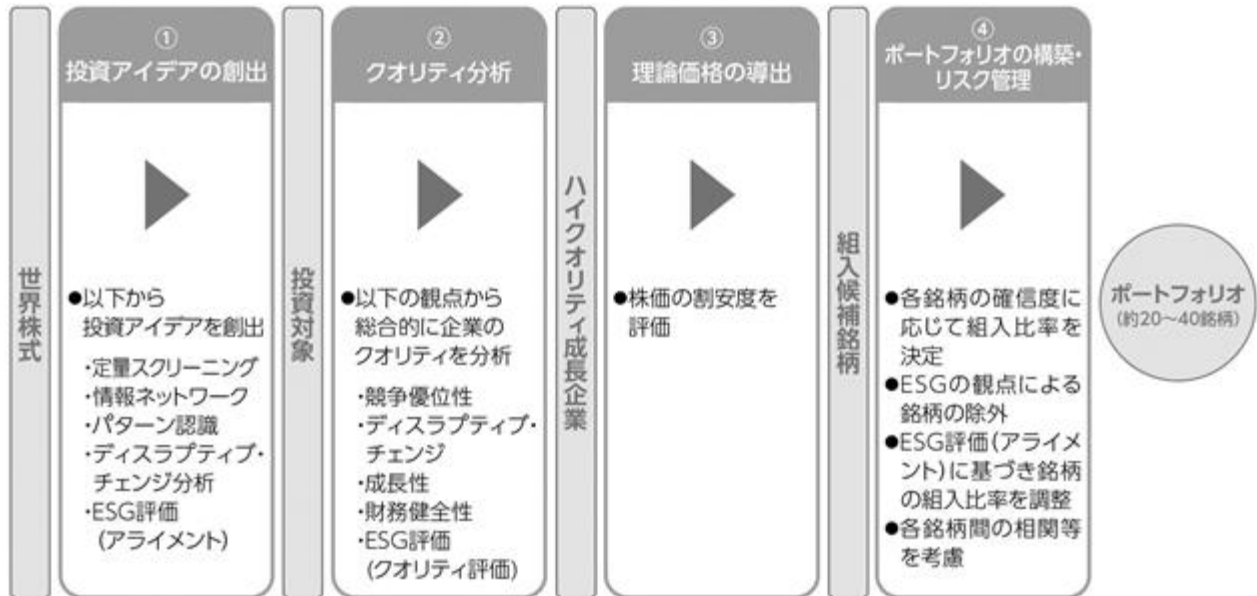 世界株式
①
投資アイデアの創出
●以下から
投資アイデアを創出
・定量スクリーニング
・情報ネットワーク
・パターン認識
・ディスラプティブ・
チェンジ分析
・ESG評価
(アライメント)
投資対象
②
クオリティ分析
●以下の観点から
総合的に企業の
クオリティを分析
・競争優位性
・ディスラプティブ・
チェンジ
・成長性
・財務健全性
・ESG評価
(クオリティ評価)
ハイクオリティ成長企業
③
理論価格の導出
●株価の割安度を
評価
組入候補銘柄
④
ポートフォリオの構築・
リスク管理
●各銘柄の確信度に
応じて組入比率を
決定
●ESGの観点による
銘柄の除外
●ESG評価(アライメ
ント)に基づき銘柄
の組入比率を調整
●各銘柄間の相関等
を考慮
ポートフォリオ
(約20～40銘柄)